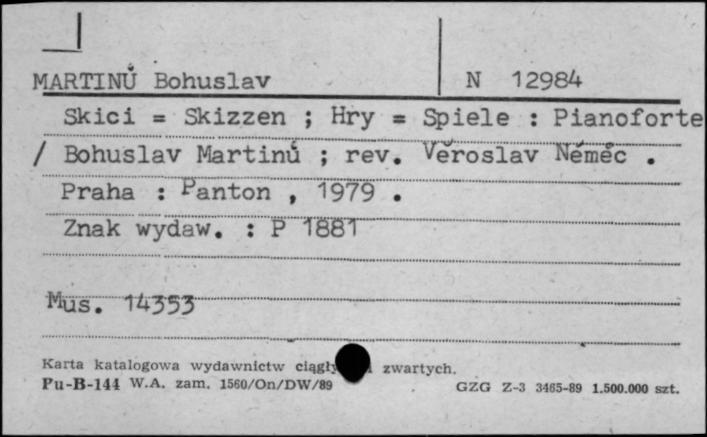 MARTINŮ Bohuslav N 12984
Skici = Skizzen ; Hry = Spiele : Pianoforte
/ Bohuslav Martinů ; rev. Věroslav Němec .
Praha : Panton , 1979 .
Znak wydaw. : P 1881
Mus. 14353
Karta katalogowa wydawnictw zwartych.
Pu-B-144 W.A. zam. 1560/On/DW/89 GZG Z-3 3465-89 1.500.000 szt.